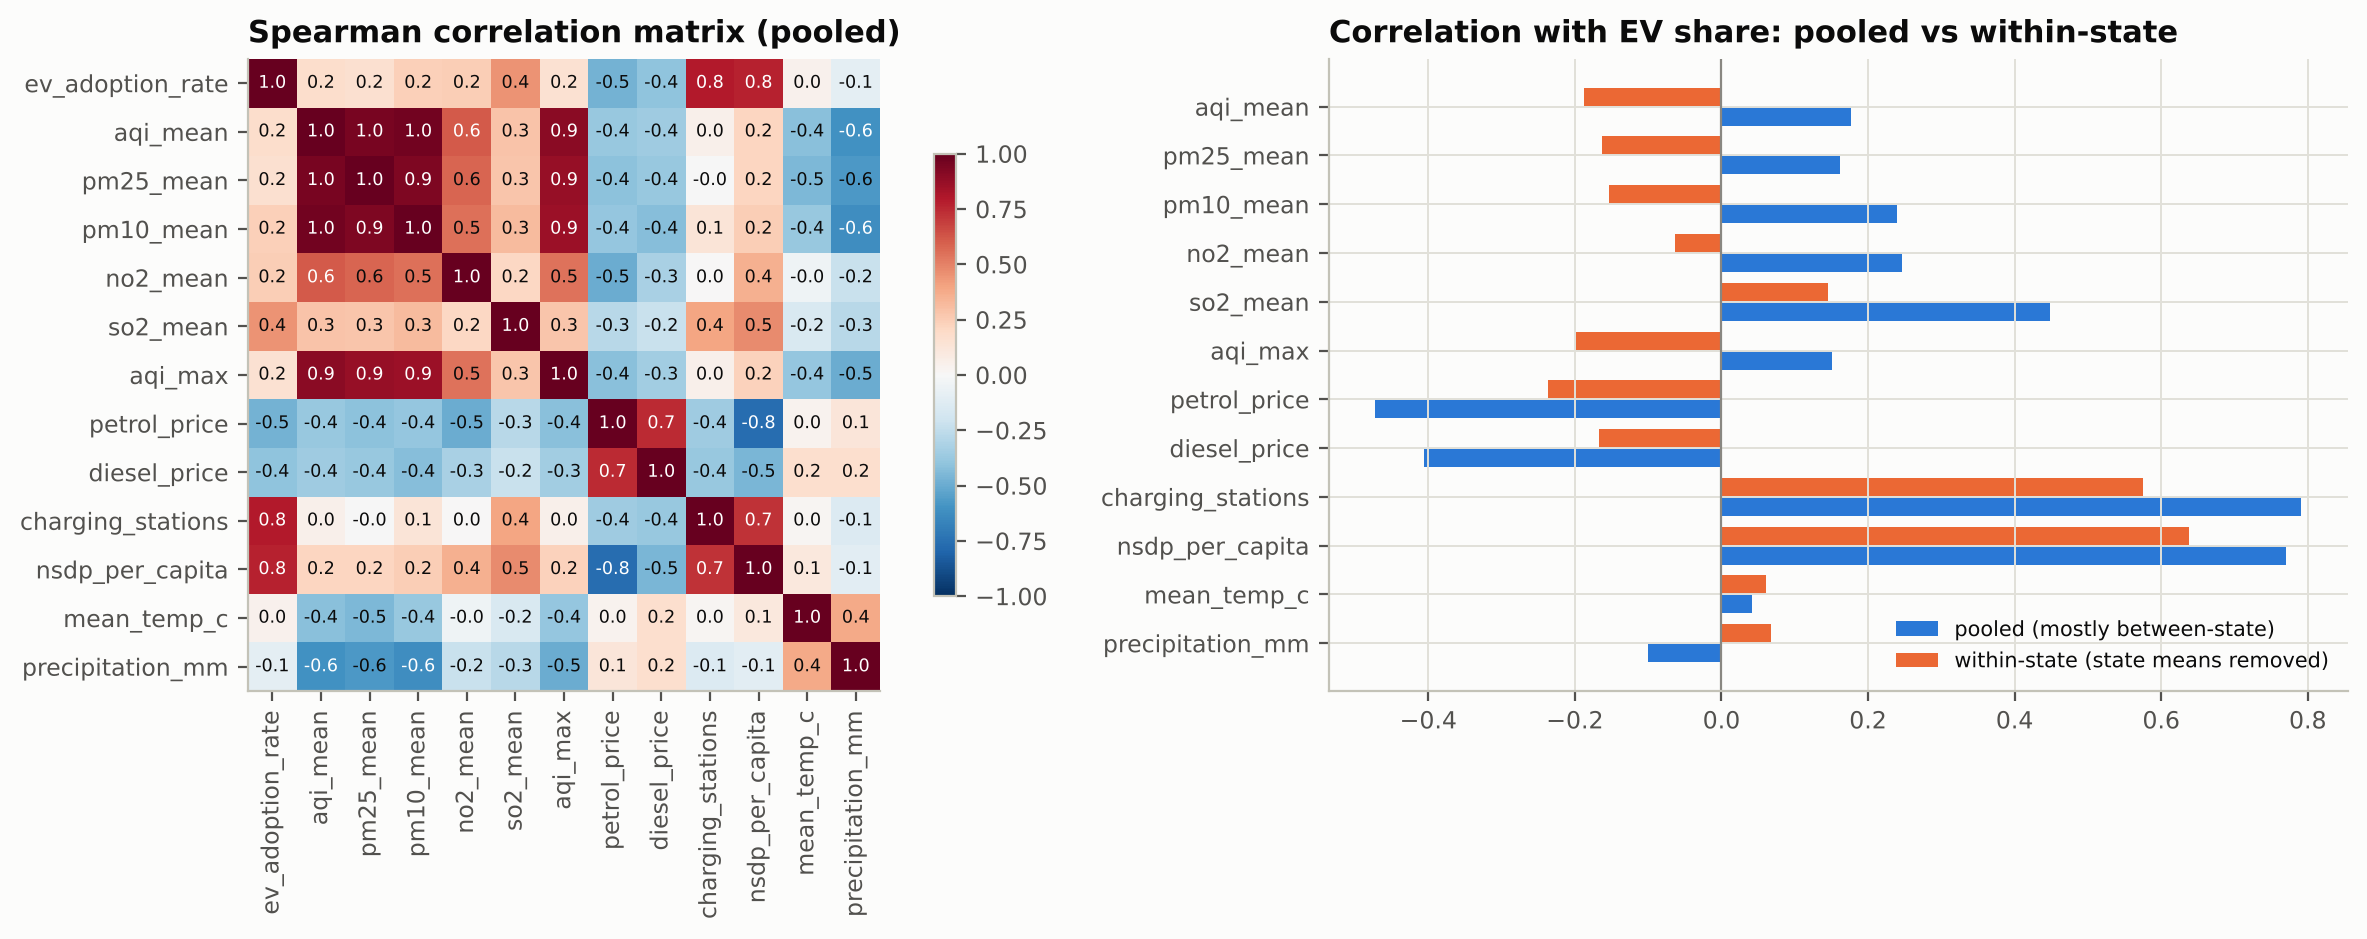 Spearman correlation matrix (pooled)
ev_adoption_rate 1.0 0.2 0.2 0.2 0.2 0.4 0.2 -0.5 -0.4 0.8 0.8 0.0 -0.1
aqi_mean 0.2 1.0 1.0 1.0 0.6 0.3 0.9 -0.4 -0.4 0.0 0.2 -0.4 -0.6
pm25_mean 0.2 1.0 1.0 0.9 0.6 0.3 0.9 -0.4 -0.4 -0.0 0.2 -0.5 -0.6
pm10_mean 0.2 1.0 0.9 1.0 0.5 0.3 0.9 -0.4 -0.4 0.1 0.2 -0.4 -0.6
no2_mean 0.2 0.6 0.6 0.5 1.0 0.2 0.5 -0.5 -0.3 0.0 0.4 -0.0 -0.2
so2_mean 0.4 0.3 0.3 0.3 0.2 1.0 0.3 -0.3 -0.2 0.4 0.5 -0.2 -0.3
aqi_max 0.2 0.9 0.9 0.9 0.5 0.3 1.0 -0.4 -0.3 0.0 0.2 -0.4 -0.5
petrol_price -0.5 -0.4 -0.4 -0.4 -0.5 -0.3 -0.4 1.0 0.7 -0.4 -0.8 0.0 0.1
diesel_price -0.4 -0.4 -0.4 -0.4 -0.3 -0.2 -0.3 0.7 1.0 -0.4 -0.5 0.2 0.2
charging_stations 0.8 0.0 -0.0 0.1 0.0 0.4 0.0 -0.4 -0.4 1.0 0.7 0.0 -0.1
nsdp_per_capita 0.8 0.2 0.2 0.2 0.4 0.5 0.2 -0.8 -0.5 0.7 1.0 0.1 -0.1
mean_temp_c 0.0 -0.4 -0.5 -0.4 -0.0 -0.2 -0.4 0.0 0.2 0.0 0.1 1.0 0.4
precipitation_mm -0.1 -0.6 -0.6 -0.6 -0.2 -0.3 -0.5 0.1 0.2 -0.1 -0.1 0.4 1.0
ev_adoption_rate
aqi_mean
pm25_mean
pm10_mean
no2_mean
so2_mean
aqi_max
petrol_price
diesel_price
charging_stations
nsdp_per_capita
mean_temp_c
precipitation_mm
1.00
0.75
0.50
0.25
0.00
−0.25
−0.50
−0.75
−1.00
Correlation with EV share: pooled vs within-state
aqi_mean
pm25_mean
pm10_mean
no2_mean
so2_mean
aqi_max
petrol_price
diesel_price
charging_stations
nsdp_per_capita
mean_temp_c
precipitation_mm
pooled (mostly between-state)
within-state (state means removed)
−0.4 −0.2 0.0 0.2 0.4 0.6 0.8